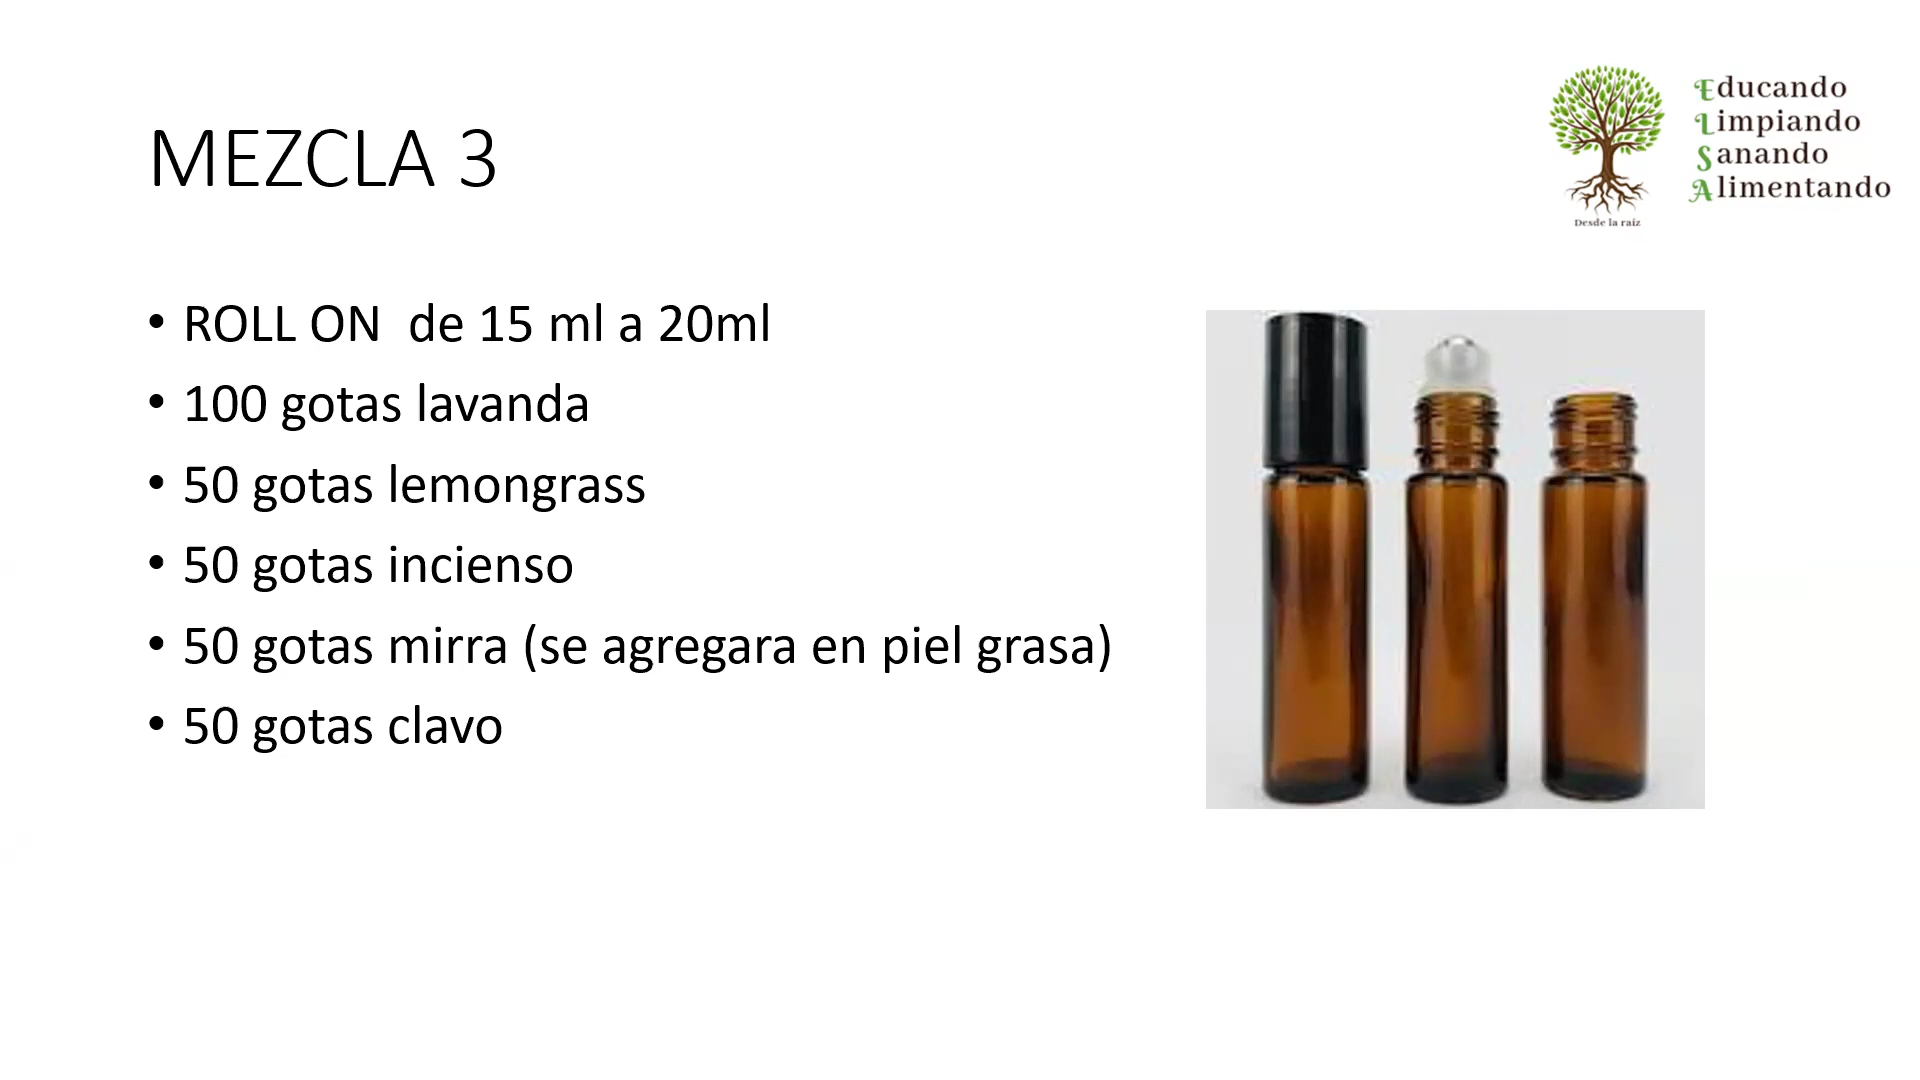 MEZCLA 3
Educando
Limpiando
Sanando
Alimentando
Desde la raíz
• ROLL ON  de 15 ml a 20ml
• 100 gotas lavanda
• 50 gotas lemongrass
• 50 gotas incienso
• 50 gotas mirra (se agregara en piel grasa)
• 50 gotas clavo